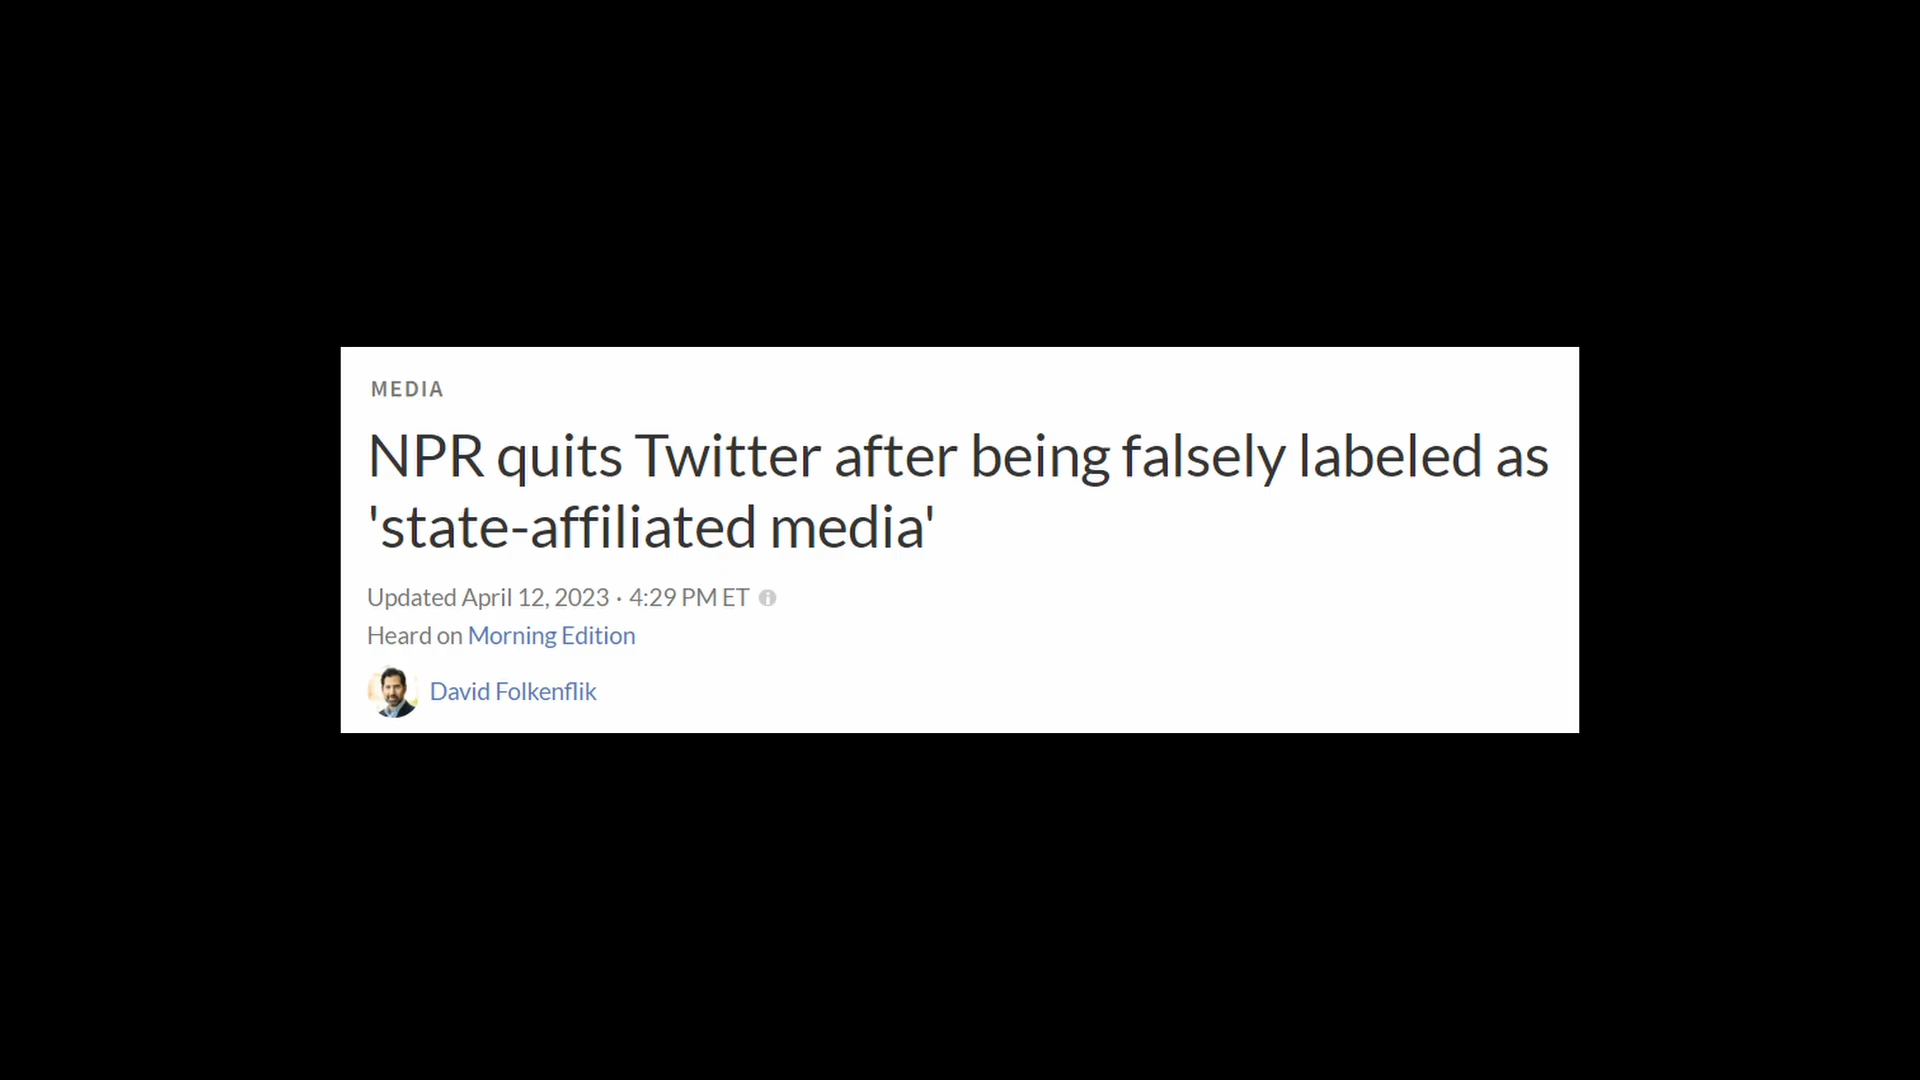 MEDIA
NPR quits Twitter after being falsely labeled as
'state-affiliated media'
Updated April 12, 2023 · 4:29 PM ET
Heard on Morning Edition
David Folkenflik